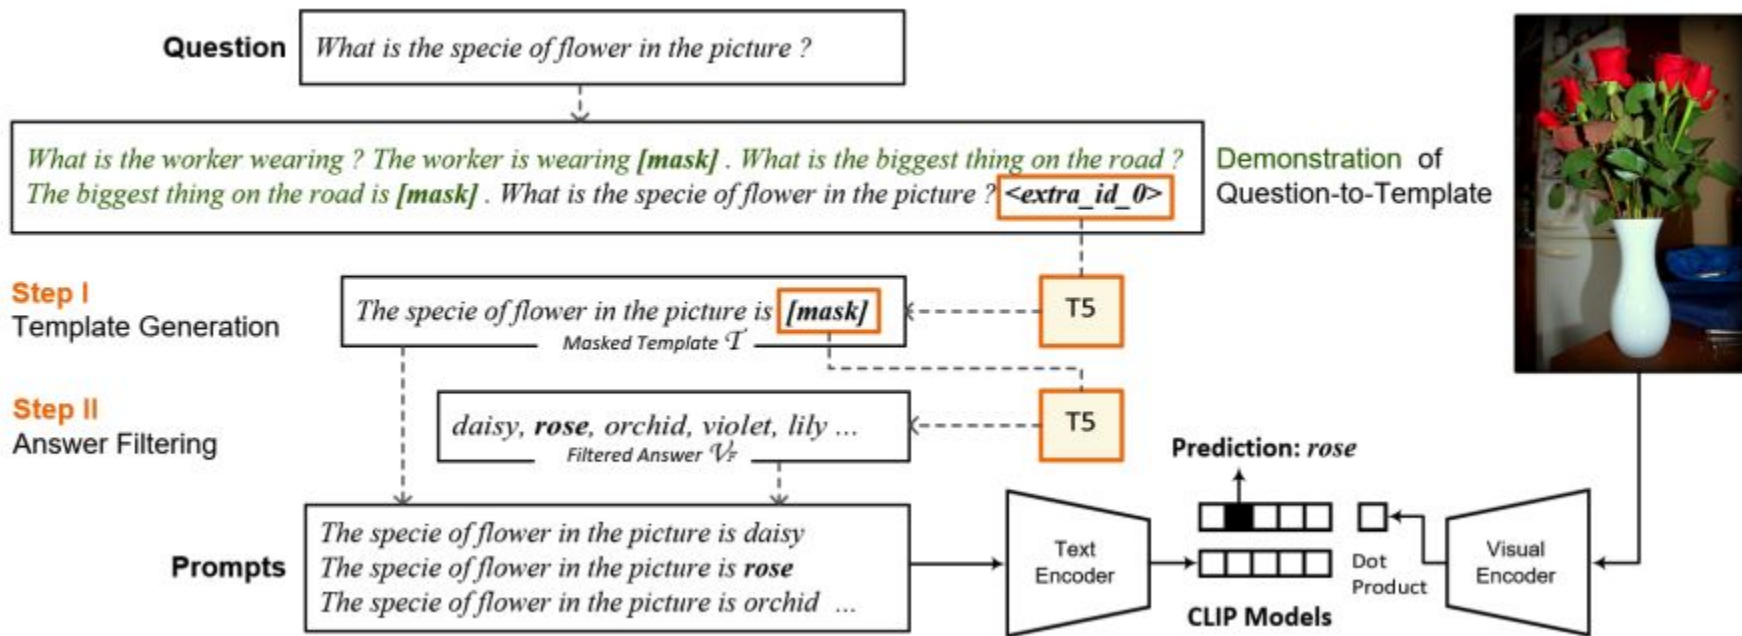 Question
What is the specie of flower in the picture ?
What is the worker wearing ? The worker is wearing [mask] . What is the biggest thing on the road ?
The biggest thing on the road is [mask] . What is the specie of flower in the picture ? <extra_id_0>
Demonstration of
Question-to-Template
Step I
Template Generation
The specie of flower in the picture is [mask]
Masked Template 𝒯
T5
Step II
Answer Filtering
daisy, rose, orchid, violet, lily ...
Filtered Answer 𝒱F
T5
Prompts
The specie of flower in the picture is daisy
The specie of flower in the picture is rose
The specie of flower in the picture is orchid ...
Text
Encoder
Prediction: rose
Dot
Product
CLIP Models
Visual
Encoder